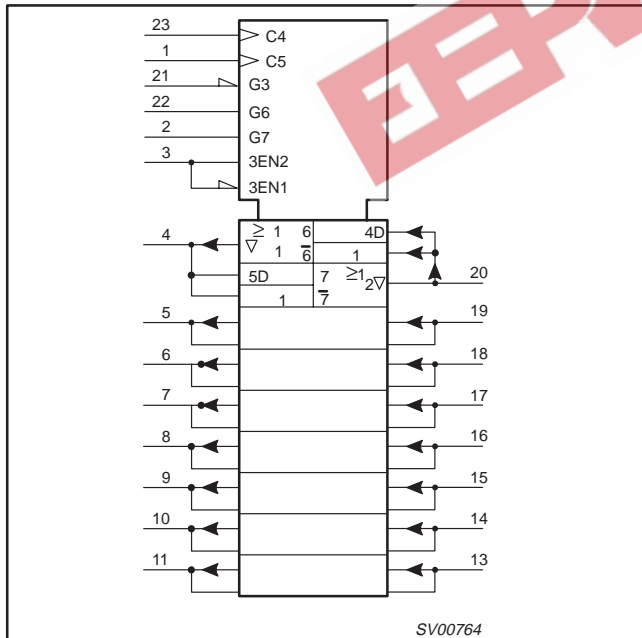 23 C4
1 C5
21 G3
22 G6
2 G7
3 3EN2
3EN1
4 ≥ 1 6 4D
▽ 1 6̅ 1
5D 7 ≥1 2▽ 20
1 7̅
5 19
6 18
7 17
8 16
9 15
10 14
11 13
SV00764